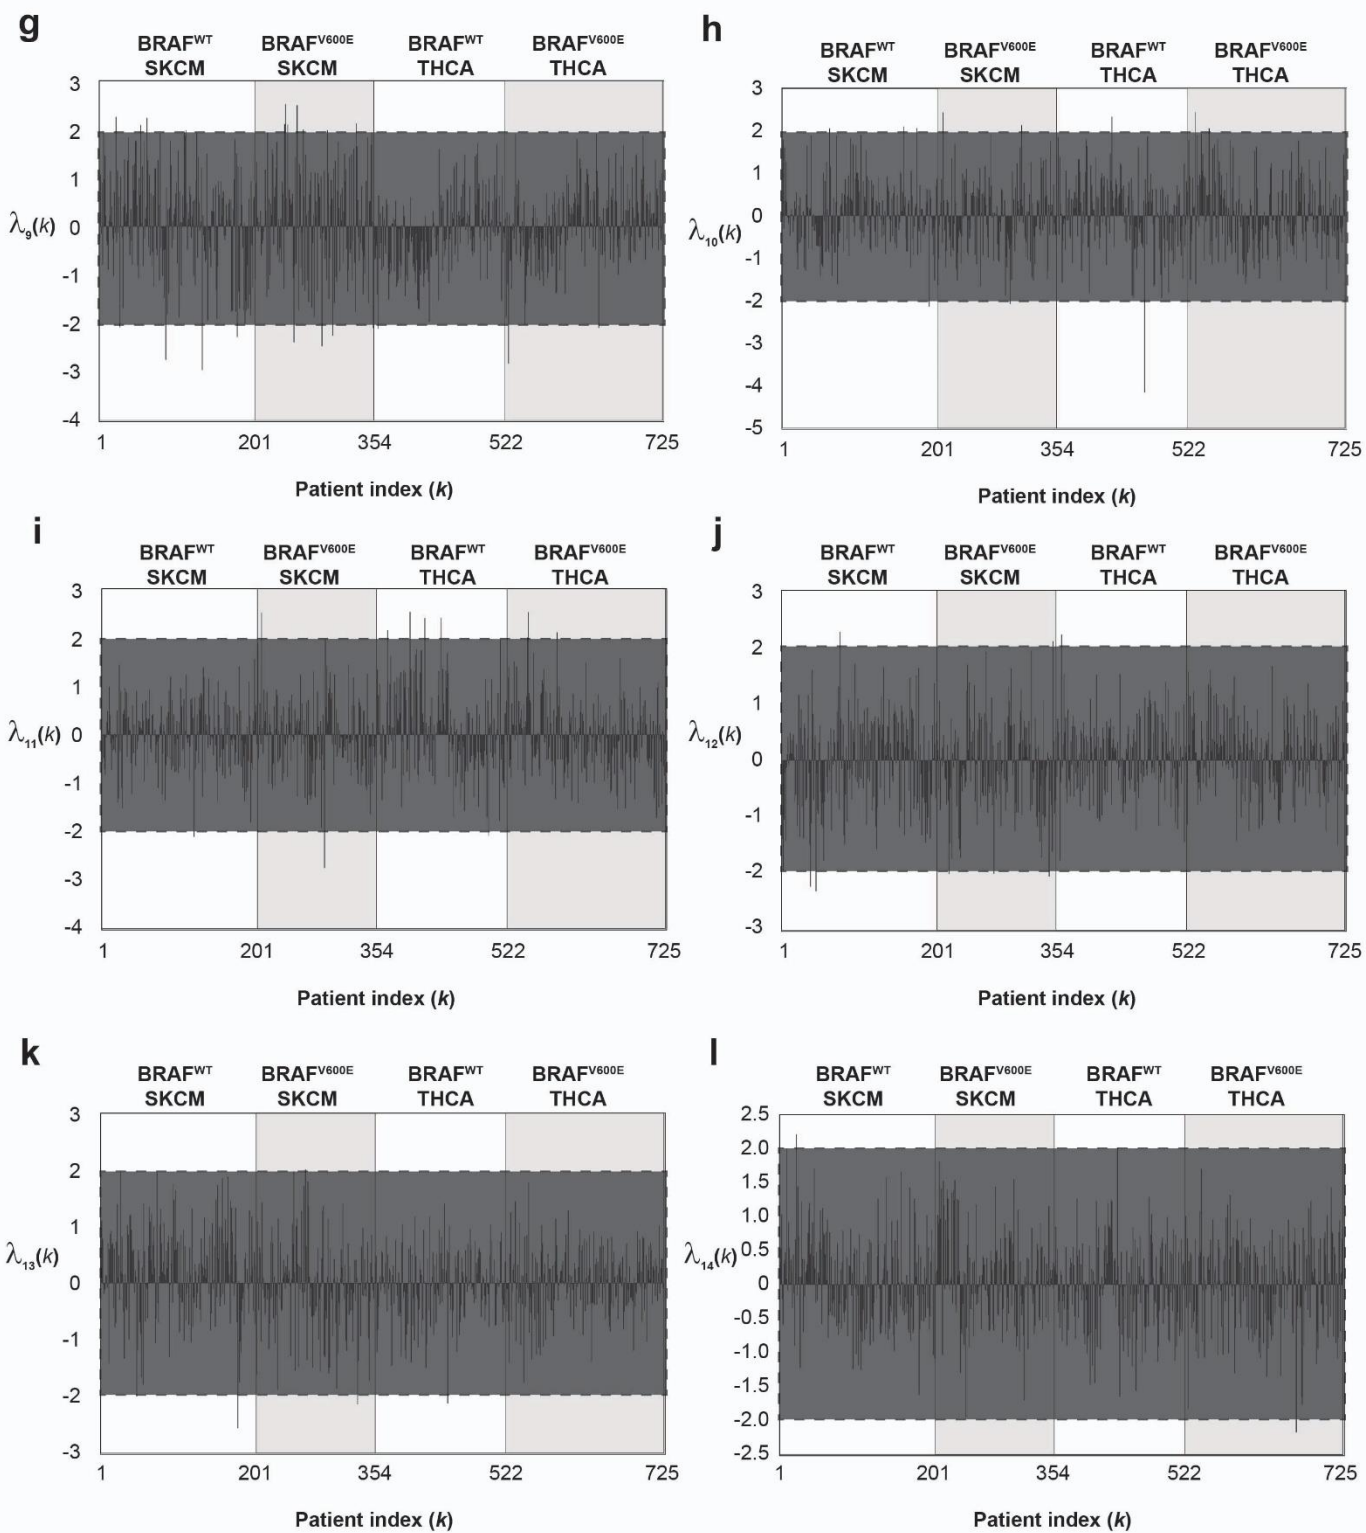 g
BRAFWT BRAFV600E BRAFWT BRAFV600E
SKCM SKCM THCA THCA
3
2
1
λ9(k) 0
-1
-2
-3
-4
1 201 354 522 725
Patient index (k)
h
BRAFWT BRAFV600E BRAFWT BRAFV600E
SKCM SKCM THCA THCA
3
2
1
0
λ10(k)
-1
-2
-3
-4
-5
1 201 354 522 725
Patient index (k)
i
BRAFWT BRAFV600E BRAFWT BRAFV600E
SKCM SKCM THCA THCA
3
2
1
λ11(k) 0
-1
-2
-3
-4
1 201 354 522 725
Patient index (k)
j
BRAFWT BRAFV600E BRAFWT BRAFV600E
SKCM SKCM THCA THCA
3
2
1
λ12(k) 0
-1
-2
-3
1 201 354 522 725
Patient index (k)
k
BRAFWT BRAFV600E BRAFWT BRAFV600E
SKCM SKCM THCA THCA
3
2
1
λ13(k)
0
-1
-2
-3
1 201 354 522 725
Patient index (k)
l
BRAFWT BRAFV600E BRAFWT BRAFV600E
SKCM SKCM THCA THCA
2.5
2.0
1.5
1.0
λ14(k) 0.5
0
-0.5
-1.0
-1.5
-2.0
-2.5
1 201 354 522 725
Patient index (k)